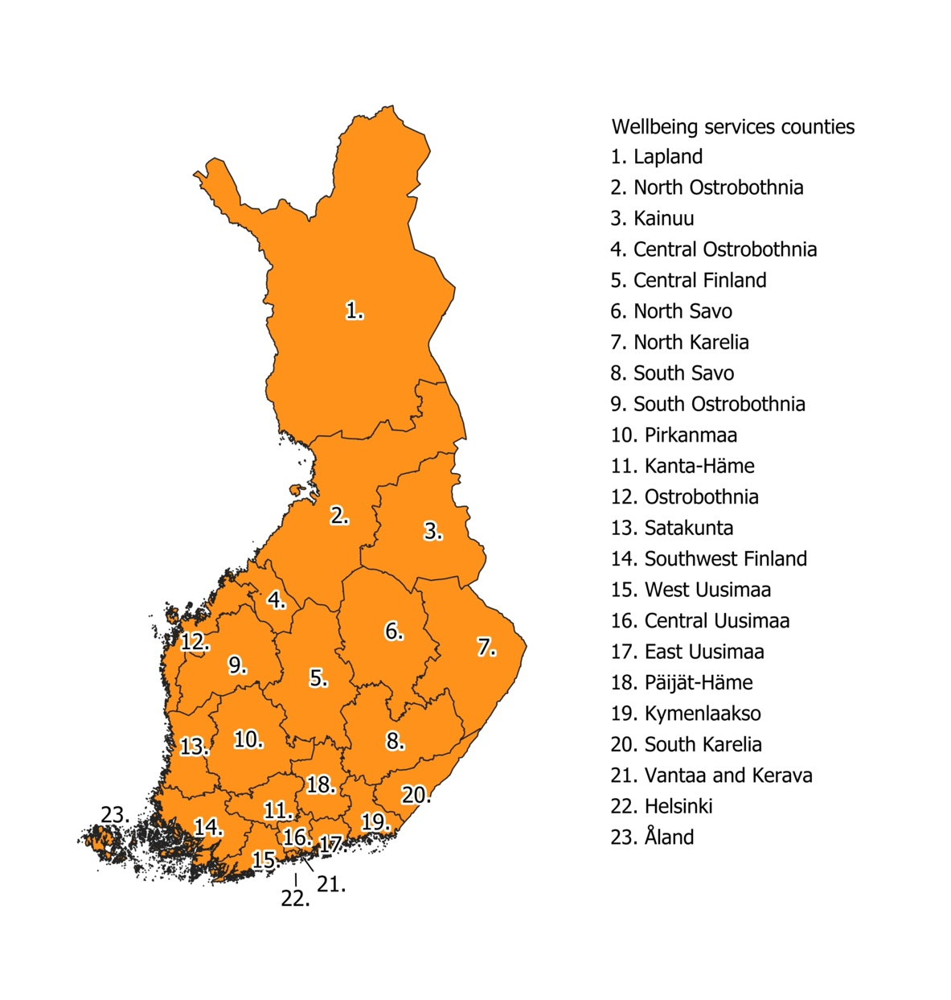 Wellbeing services counties
1. Lapland
2. North Ostrobothnia
3. Kainuu
4. Central Ostrobothnia
5. Central Finland
6. North Savo
7. North Karelia
8. South Savo
9. South Ostrobothnia
10. Pirkanmaa
11. Kanta-Häme
12. Ostrobothnia
13. Satakunta
14. Southwest Finland
15. West Uusimaa
16. Central Uusimaa
17. East Uusimaa
18. Päijät-Häme
19. Kymenlaakso
20. South Karelia
21. Vantaa and Kerava
22. Helsinki
23. Åland
1.
2.
3.
4.
12.
6.
7.
9.
5.
13.
10.
8.
18.
20.
11.
23.
14.
19.
16.
17.
15.
21.
22.